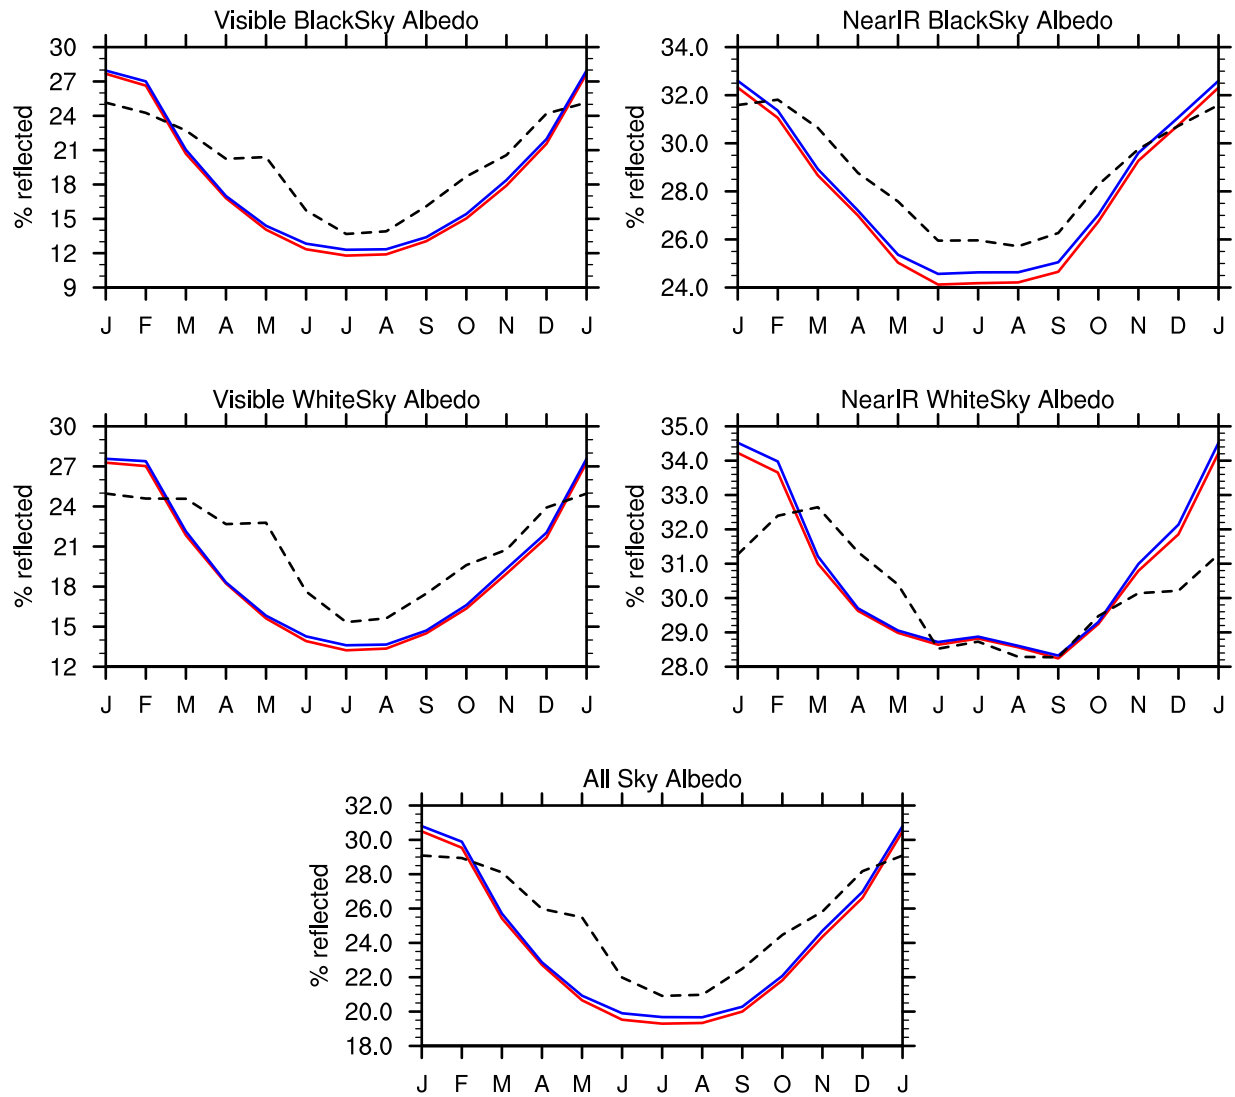 Visible BlackSky Albedo
% reflected
30
27
24
21
18
15
12
9
J F M A M J J A S O N D J
NearIR BlackSky Albedo
% reflected
34.0
32.0
30.0
28.0
26.0
24.0
J F M A M J J A S O N D J
Visible WhiteSky Albedo
% reflected
30
27
24
21
18
15
12
J F M A M J J A S O N D J
NearIR WhiteSky Albedo
% reflected
35.0
34.0
33.0
32.0
31.0
30.0
29.0
28.0
J F M A M J J A S O N D J
All Sky Albedo
% reflected
32.0
30.0
28.0
26.0
24.0
22.0
20.0
18.0
J F M A M J J A S O N D J